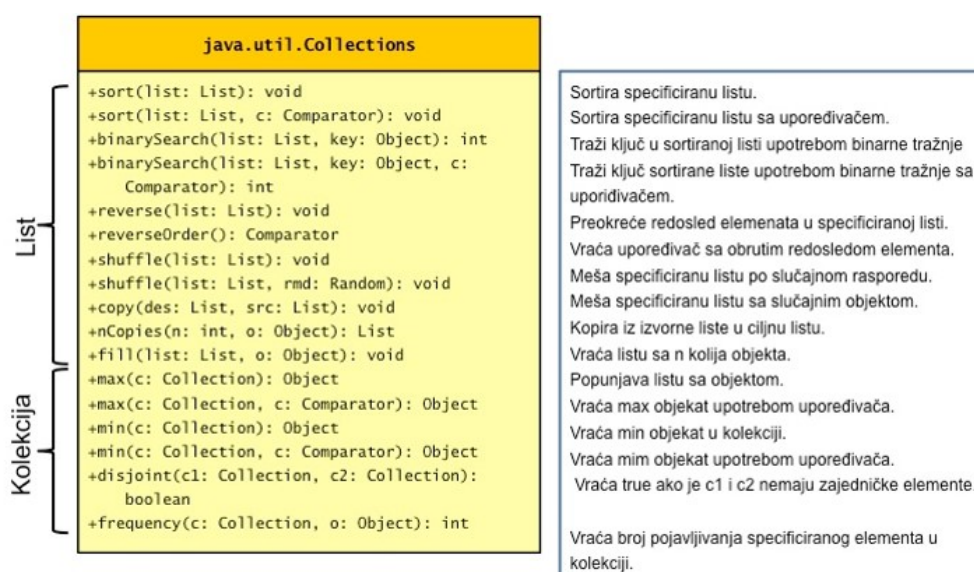 java.util.Collections
List
+sort(list: List): void
+sort(list: List, c: Comparator): void
+binarySearch(list: List, key: Object): int
+binarySearch(list: List, key: Object, c:
Comparator): int
+reverse(list: List): void
+reverseOrder(): Comparator
+shuffle(list: List): void
+shuffle(list: List, rmd: Random): void
+copy(des: List, src: List): void
+nCopies(n: int, o: Object): List
+fill(list: List, o: Object): void
Kolekcija
+max(c: Collection): Object
+max(c: Collection, c: Comparator): Object
+min(c: Collection): Object
+min(c: Collection, c: Comparator): Object
+disjoint(c1: Collection, c2: Collection):
boolean
+frequency(c: Collection, o: Object): int
Sortira specificiranu listu.
Sortira specificiranu listu sa upoređivačem.
Traži ključ u sortiranoj listi upotrebom binarne tražnje
Traži ključ sortirane liste upotrebom binarne tražnje sa
uporiđivačem.
Preokreće redosled elemenata u specificiranoj listi.
Vraća upoređivač sa obrutim redosledom elementa.
Meša specificiranu listu po slučajnom rasporedu.
Meša specificiranu listu sa slučajnim objektom.
Kopira iz izvorne liste u ciljnu listu.
Vraća listu sa n kolija objekta.
Popunjava listu sa objektom.
Vraća max objekat upotrebom upoređivača.
Vraća min objekat u kolekciji.
Vraća mim objekat upotrebom upoređivača.
Vraća true ako je c1 i c2 nemaju zajedničke elemente.
Vraća broj pojavljivanja specificiranog elementa u
kolekciji.